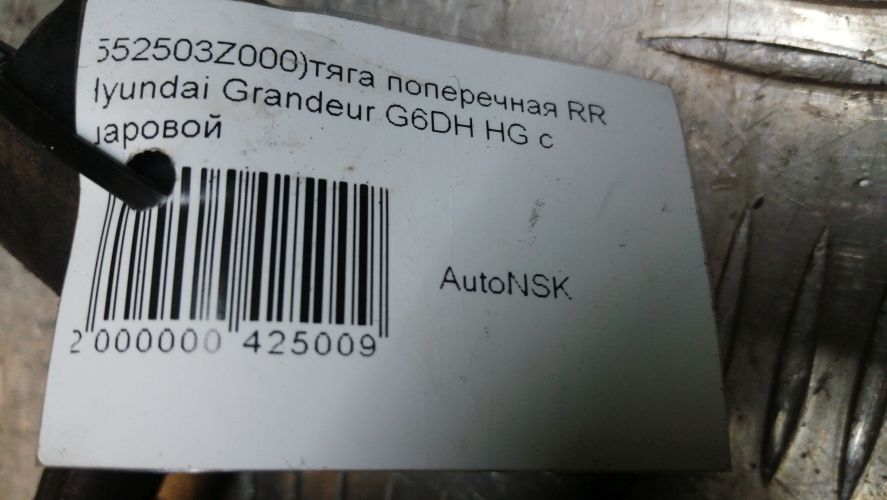 552503Z000)тяга поперечная RR
Hyundai Grandeur G6DH HG с
шаровой
AutoNSK
2 000000 425009